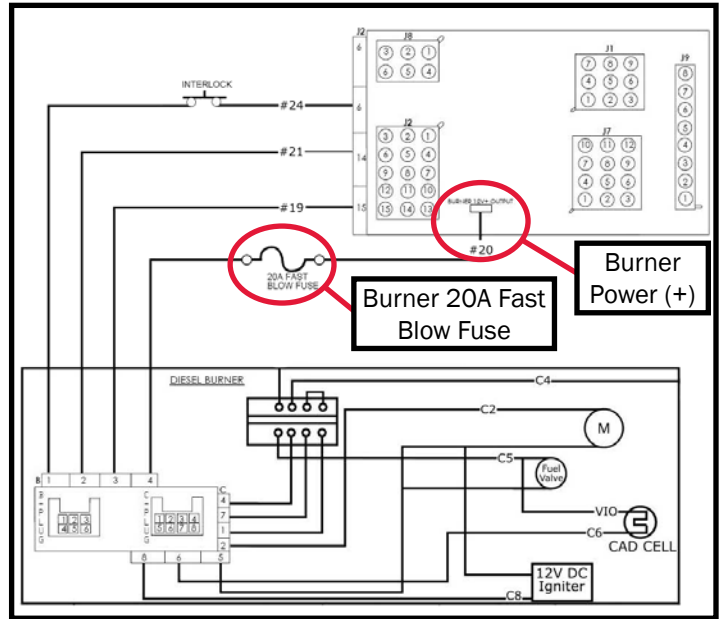 J2
6
J8
3 2 1
6 5 4
J1
7 8 9
4 5 6
1 2 3
J9
8
7
6
5
4
3
2
1
INTERLOCK
#24
6
#21
14
#19
15
J2
3 2 1
6 5 4
9 8 7
12 11 10
15 14 13
J7
10 11 12
7 8 9
4 5 6
1 2 3
BURNER 12V+ OUTPUT
#20
20A FAST
BLOW FUSE
Burner 20A Fast
Blow Fuse
Burner
Power (+)
DIESEL BURNER
C4
C2
M
C5
Fuel
Valve
VIO
C6
CAD CELL
12V DC
Igniter
C8
B 1 2 3 4
B-PLUG
1 2 3
4 5 6
C-PLUG
1 2 3 4
5 6 7 8
C
4
7
1
2
8 6 5